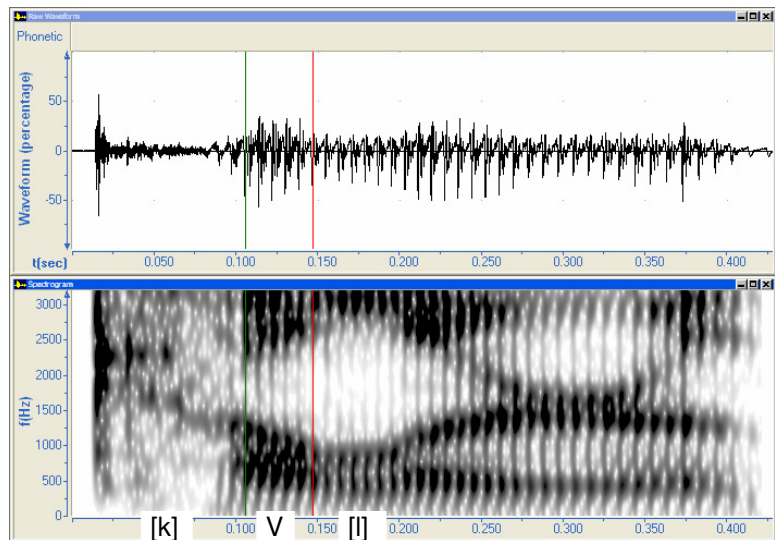 Raw Waveform
Phonetic
Waveform (percentage)
50
0
-50
t(sec)
0.050
0.100
0.150
0.200
0.250
0.300
0.350
0.400
Spectrogram
f(Hz)
3000
2500
2000
1500
1000
500
0
0.100
0.150
0.200
0.250
0.300
0.350
0.400
[k]
V
[l]